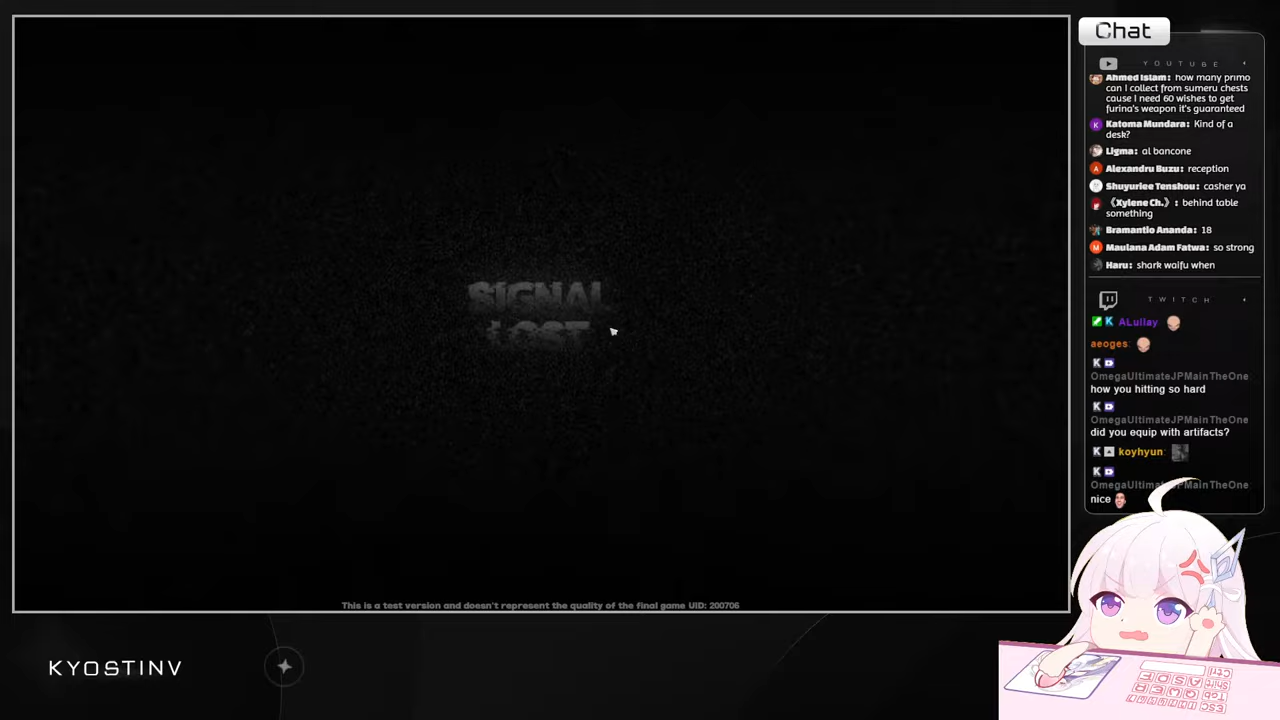 Chat
YOUTUBE
Ahmed Islam: how many primo
can I collect from sumeru chests
cause I need 60 wishes to get
furina's weapon it's guaranteed
Katoma Mundara: Kind of a
desk?
Ligma: al bancone
Alexandru Buzu: reception
Shuyuriee Tenshou: casher ya
《Xylene Ch.》: behind table
something
Bramantio Ananda: 18
Maulana Adam Fatwa: so strong
Haru: shark waifu when
TWITCH
ALullay
aeoges:
OmegaUltimateJPMainTheOne:
how you hitting so hard
OmegaUltimateJPMainTheOne:
did you equip with artifacts?
koyhyun:
OmegaUltimateJPMainTheOne:
nice
SIGNAL
LOST
This is a test version and doesn't represent the quality of the final game UID: 200706
KYOSTINV